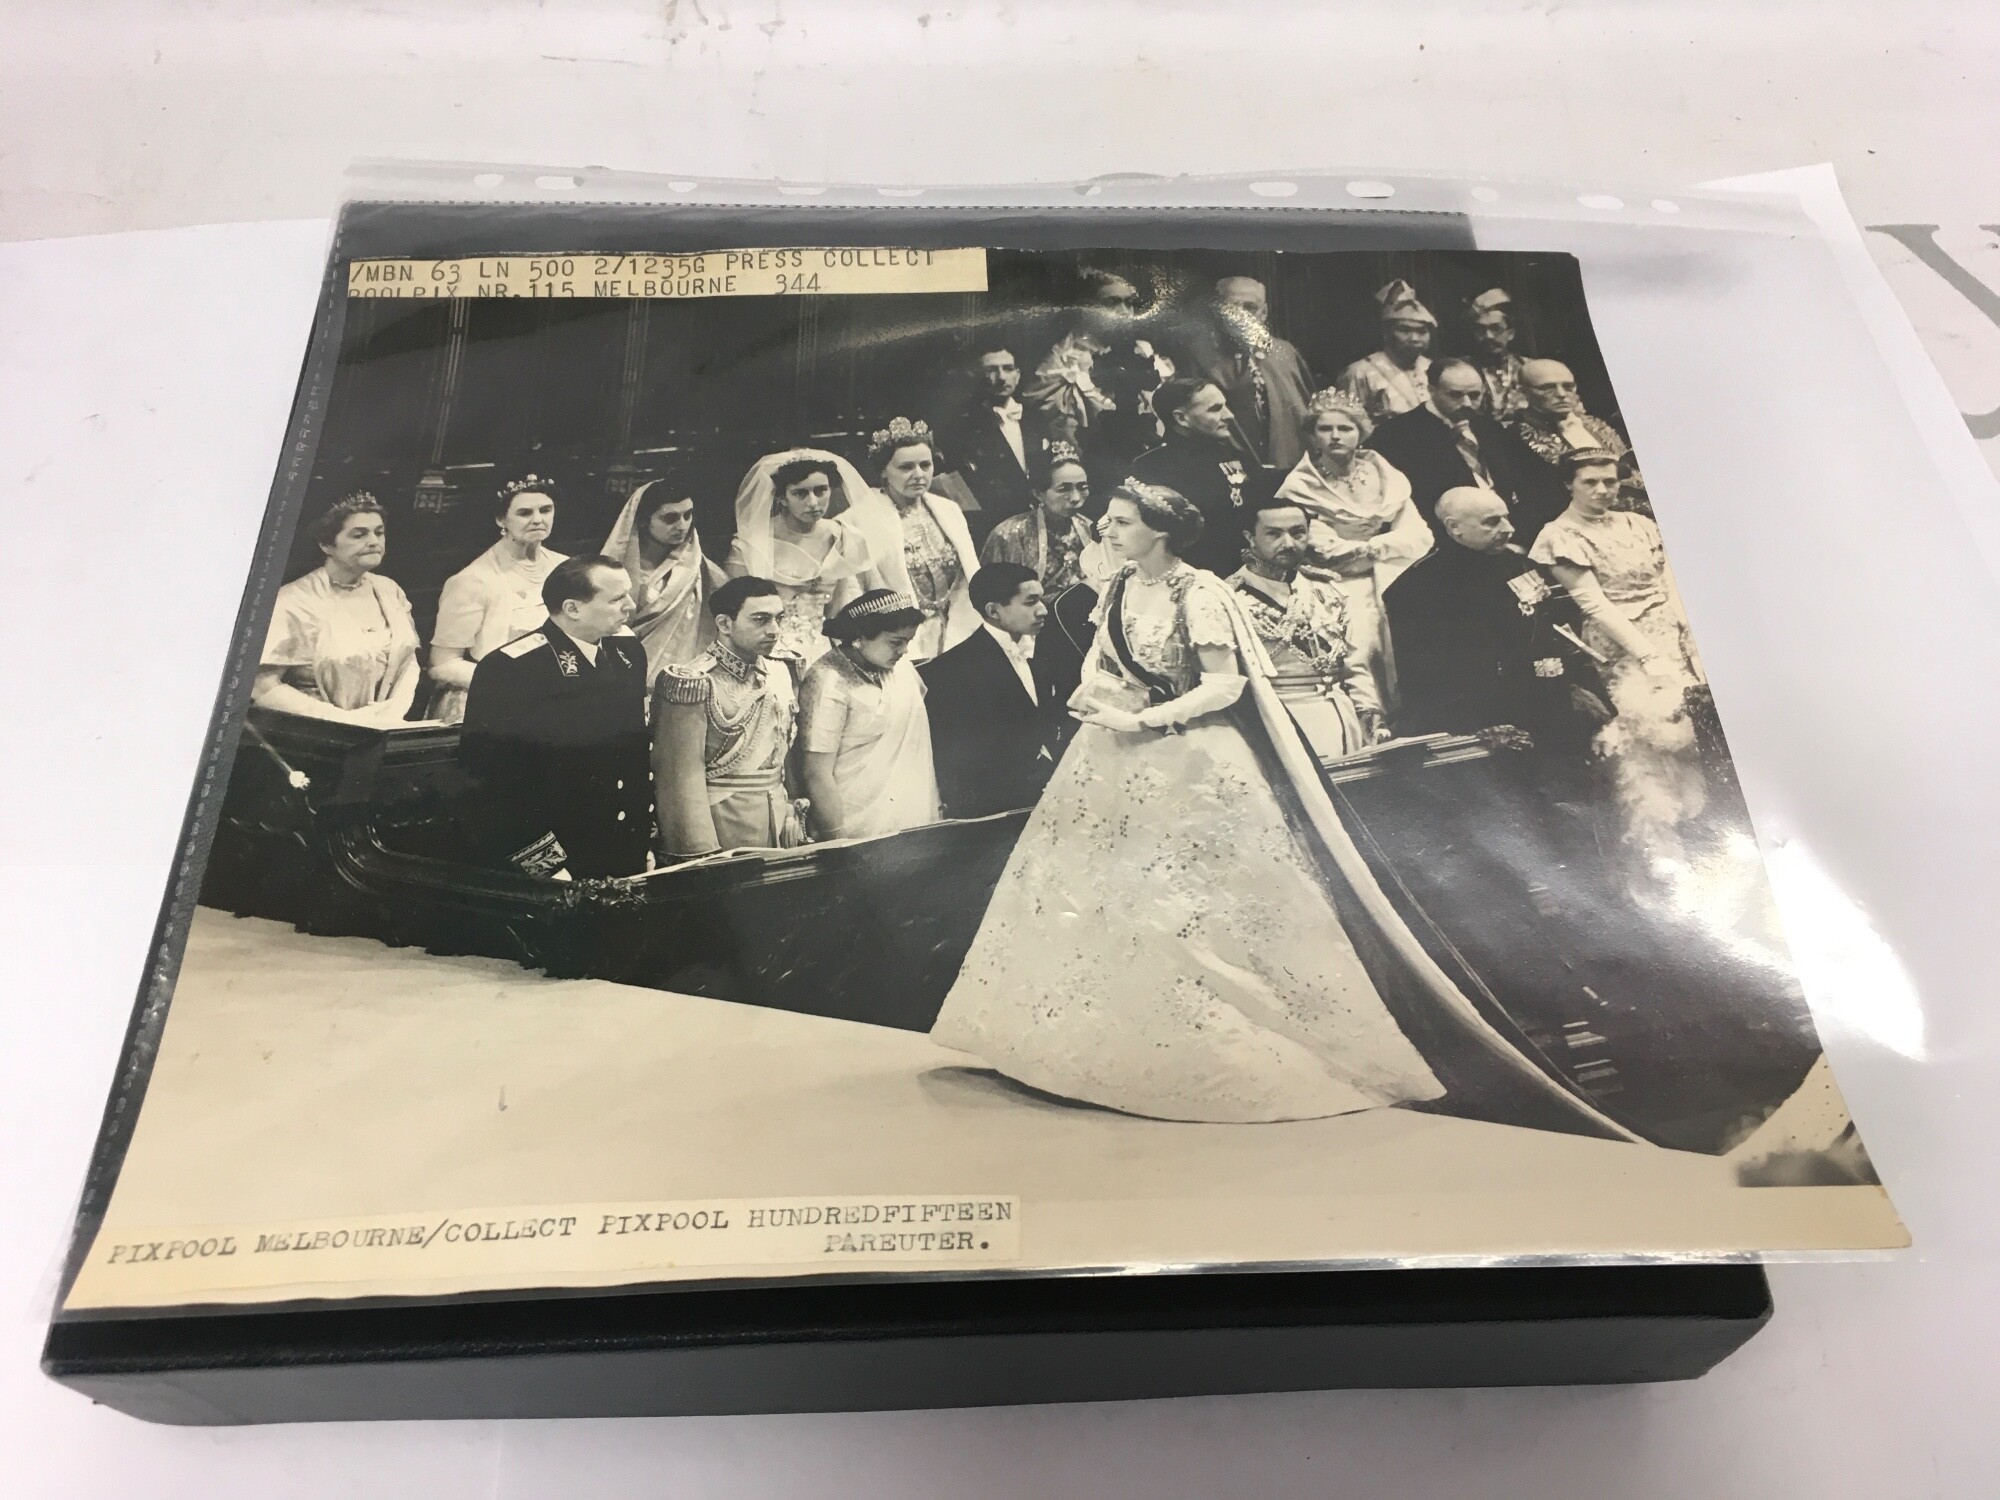 /MBN 63 LN 500 2/1235G PRESS COLLECT
POOLPIX NR.115 MELBOURNE 344
PIXPOOL MELBOURNE/COLLECT PIXPOOL HUNDREDFIFTEEN
PAREUTER.